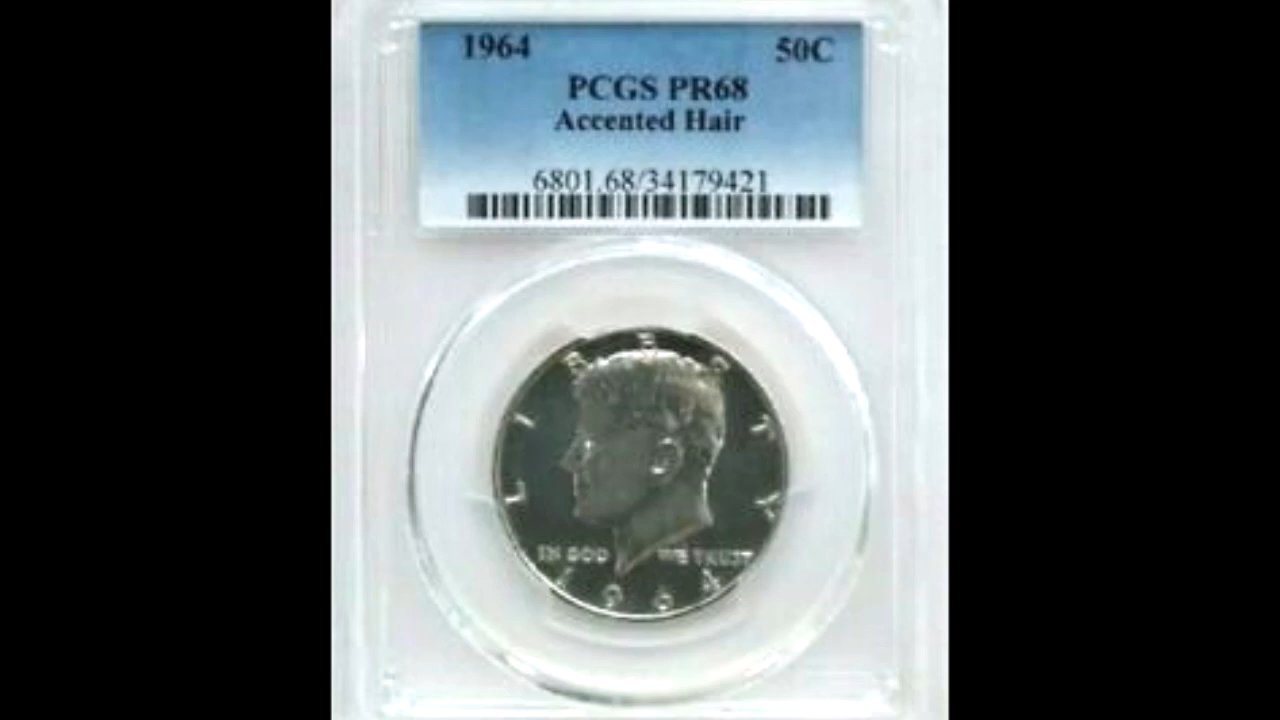 1964 50C
PCGS PR68
Accented Hair
6801.68/34179421
LIBERTY
IN GOD WE TRUST
1964